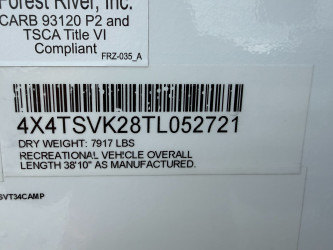 Forest River, Inc.
CARB 93120 P2 and
TSCA Title VI
Compliant
FRZ-035_A
4X4TSVK28TL052721
DRY WEIGHT: 7917 LBS
RECREATIONAL VEHICLE OVERALL
LENGTH 38'10" AS MANUFACTURED.
SVT34CAMP